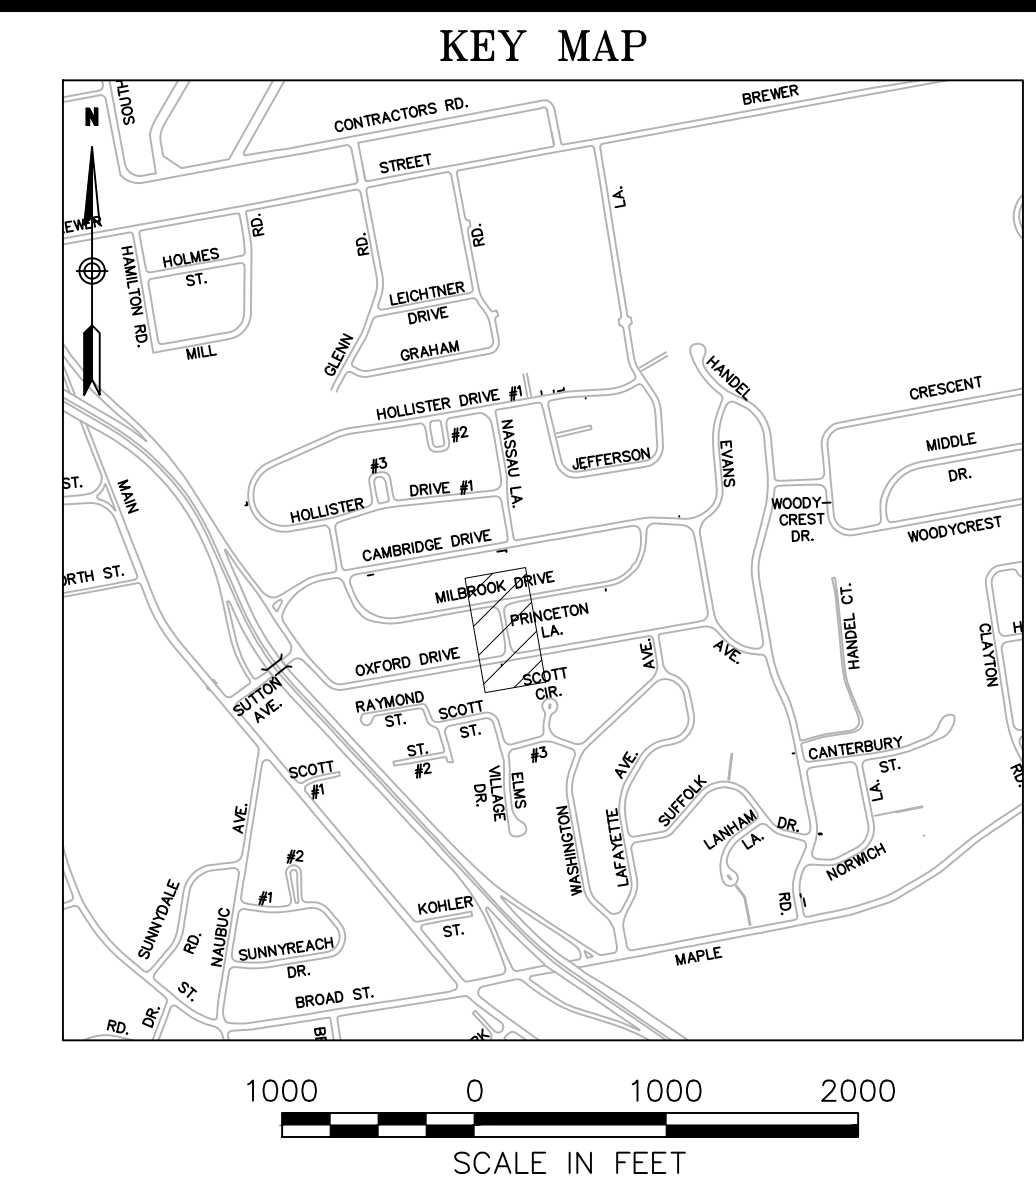 KEY MAP
SOUTH
N
CONTRACTORS RD.
BREWER
STREET
LA.
EWER
RD.
RD.
RD.
HAMILTON RD.
HOLMES
ST.
LEICHTNER
DRIVE
MILL
GLENN
GRAHAM
HANDEL
HOLLISTER DRIVE #1
CRESCENT
#2
NASSAU LA.
MIDDLE
DR.
#3
JEFFERSON
EVANS
ST.
MAIN
HOLLISTER
DRIVE #1
WOODY-
CREST
DR.
WOODYCREST
CAMBRIDGE DRIVE
ORTH ST.
MILBROOK DRIVE
PRINCETON
LA.
HANDEL CT.
CLAYTON
H
OXFORD DRIVE
AVE.
AVE.
SUTTON
AVE.
SCOTT
CIR.
RAYMOND
ST.
SCOTT
ST.
ST.
#2
#3
CANTERBURY
ST.
SCOTT
#1
VILLAGE
DR.
ELMS
AVE.
LA.
RD.
AVE.
WASHINGTON
LAFAYETTE
SUFFOLK
LANHAM
LA.
DR.
NORWICH
#2
#1
SUNNYDALE
RD.
NAUBUC
KOHLER
ST.
RD.
SUNNYREACH
DR.
MAPLE
ST.
BROAD ST.
RD.
DR.
BR
RK
1000 0 1000 2000
SCALE IN FEET